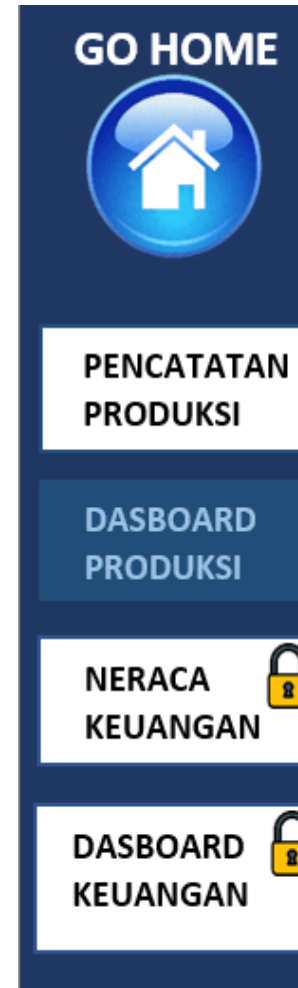 GO HOME
PENCATATAN
PRODUKSI
DASBOARD
PRODUKSI
NERACA
KEUANGAN
DASBOARD
KEUANGAN